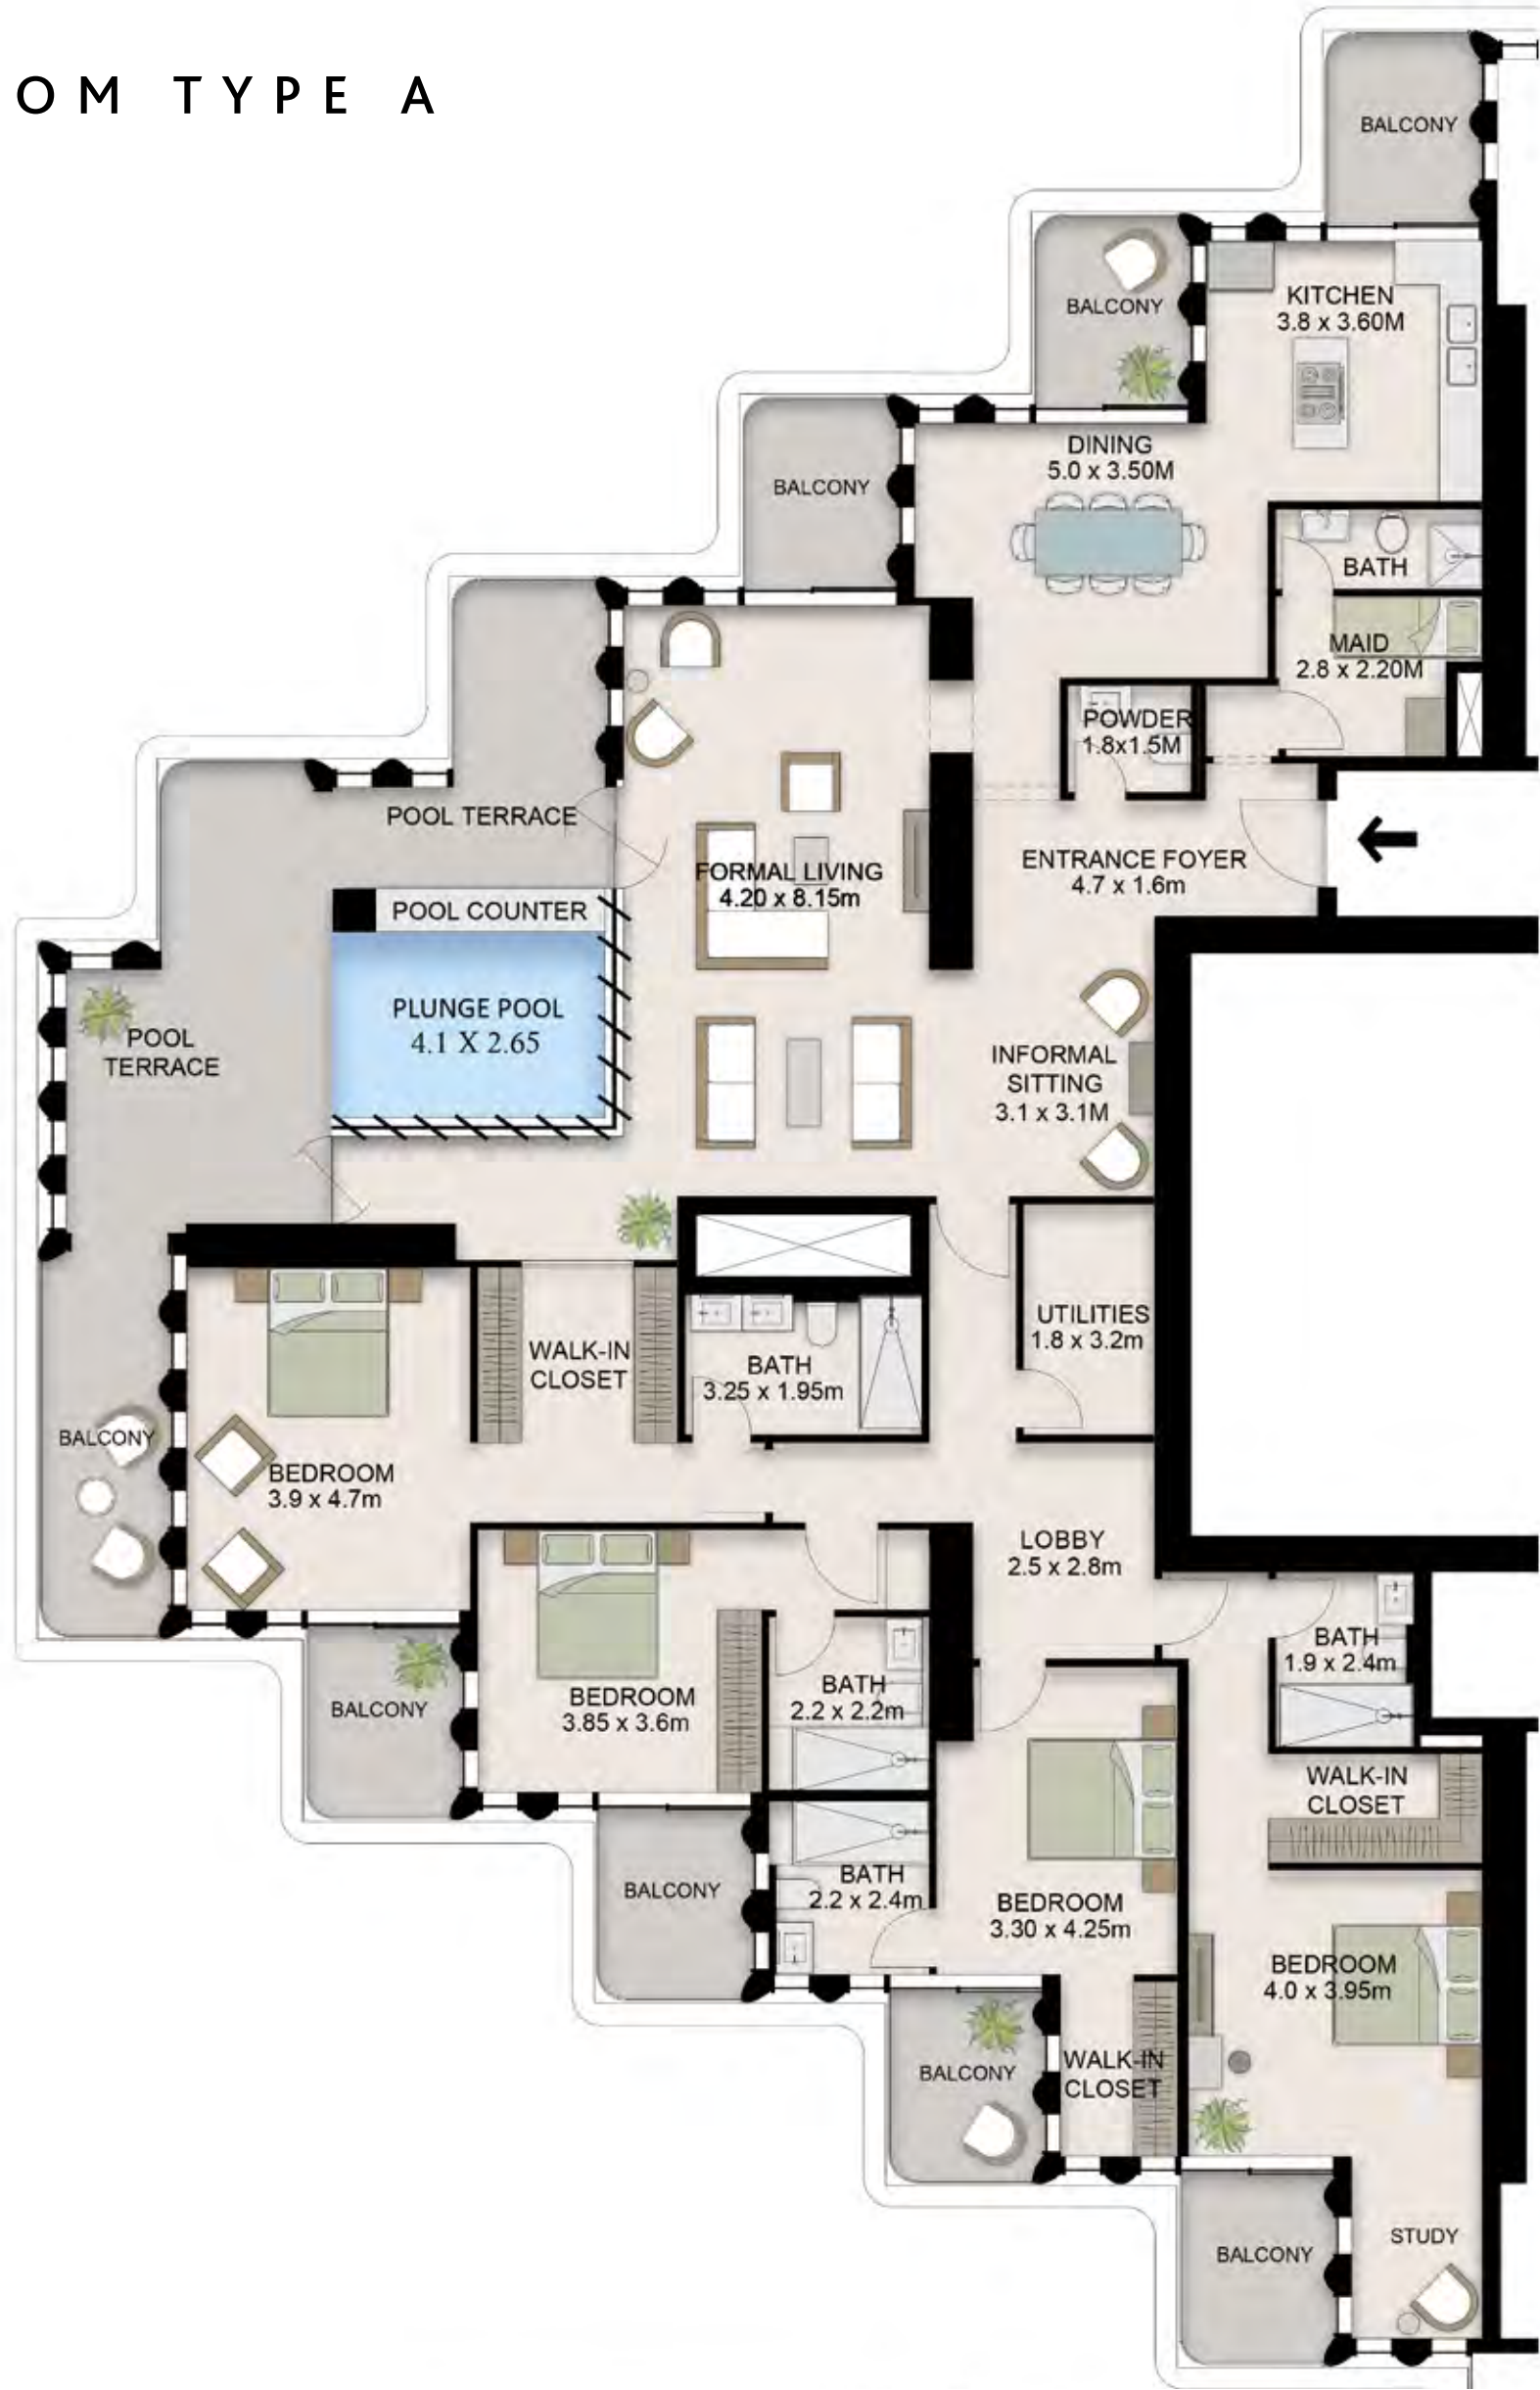 OM TYPE A
BALCONY
BALCONY
KITCHEN
3.8 x 3.60M
DINING
5.0 x 3.50M
BALCONY
BATH
MAID
2.8 x 2.20M
POWDER
1.8x1.5M
POOL TERRACE
FORMAL LIVING
4.20 x 8.15m
ENTRANCE FOYER
4.7 x 1.6m
POOL COUNTER
PLUNGE POOL
4.1 X 2.65
POOL
TERRACE
INFORMAL
SITTING
3.1 x 3.1M
UTILITIES
1.8 x 3.2m
WALK-IN
CLOSET
BATH
3.25 x 1.95m
BALCONY
BEDROOM
3.9 x 4.7m
LOBBY
2.5 x 2.8m
BATH
1.9 x 2.4m
BALCONY
BEDROOM
3.85 x 3.6m
BATH
2.2 x 2.2m
WALK-IN
CLOSET
BALCONY
BATH
2.2 x 2.4m
BEDROOM
3.30 x 4.25m
BEDROOM
4.0 x 3.95m
BALCONY
WALK-IN
CLOSET
BALCONY
STUDY